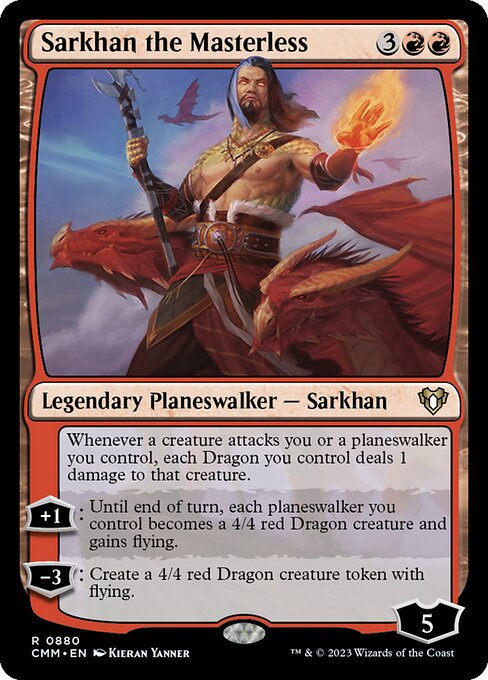 Sarkhan the Masterless 3
Legendary Planeswalker — Sarkhan
Whenever a creature attacks you or a planeswalker
you control, each Dragon you control deals 1
damage to that creature.
+1 : Until end of turn, each planeswalker you
control becomes a 4/4 red Dragon creature and
gains flying.
−3 : Create a 4/4 red Dragon creature token with
flying.
5
R 0880
CMM • EN Kieran Yanner ™ & © 2023 Wizards of the Coast